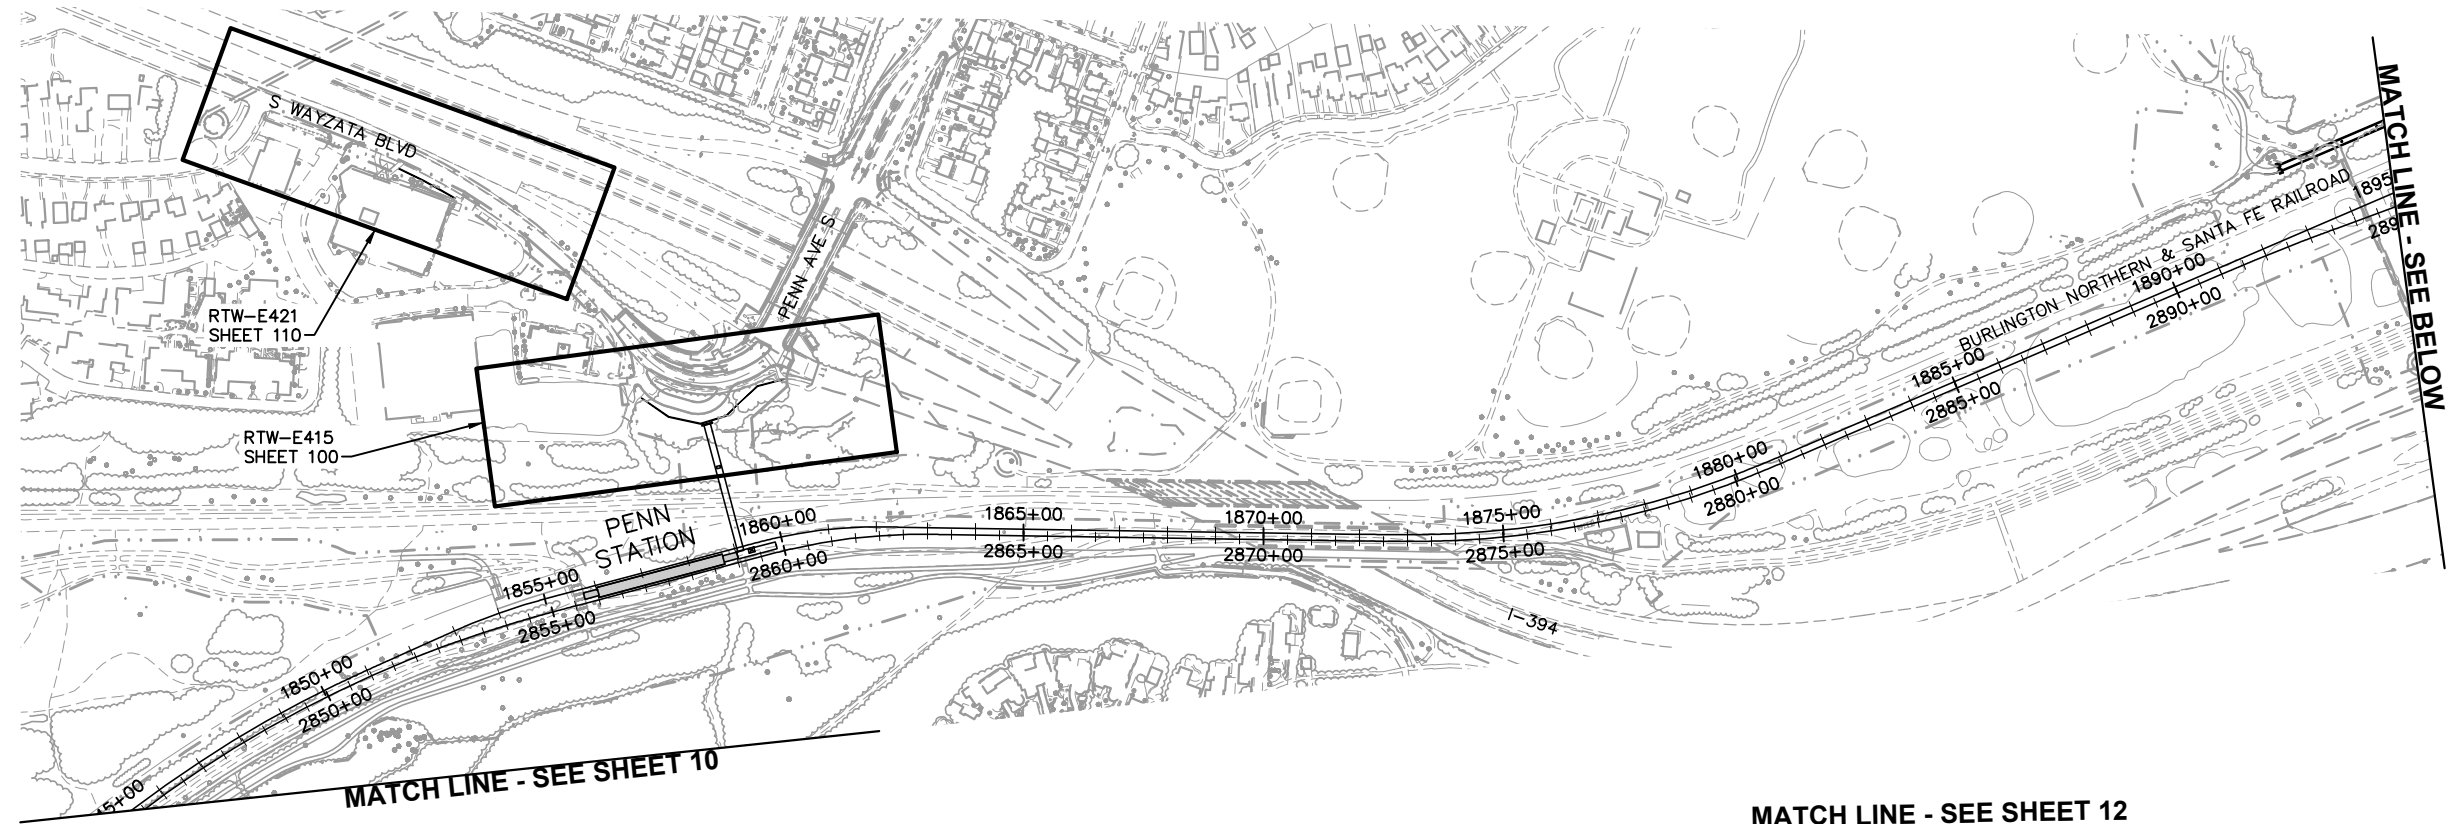 S WAYZATA BLVD
PENN AVE S
RTW-E421
SHEET 110
RTW-E415
SHEET 100
PENN
STATION
BURLINGTON NORTHERN & SANTA FE RAILROAD
I-394
45+00
1850+00
2850+00
1855+00
2855+00
1860+00
2860+00
1865+00
2865+00
1870+00
2870+00
1875+00
2875+00
1880+00
2880+00
1885+00
2885+00
1890+00
2890+00
1895
289
MATCH LINE - SEE BELOW
MATCH LINE - SEE SHEET 10
MATCH LINE - SEE SHEET 12